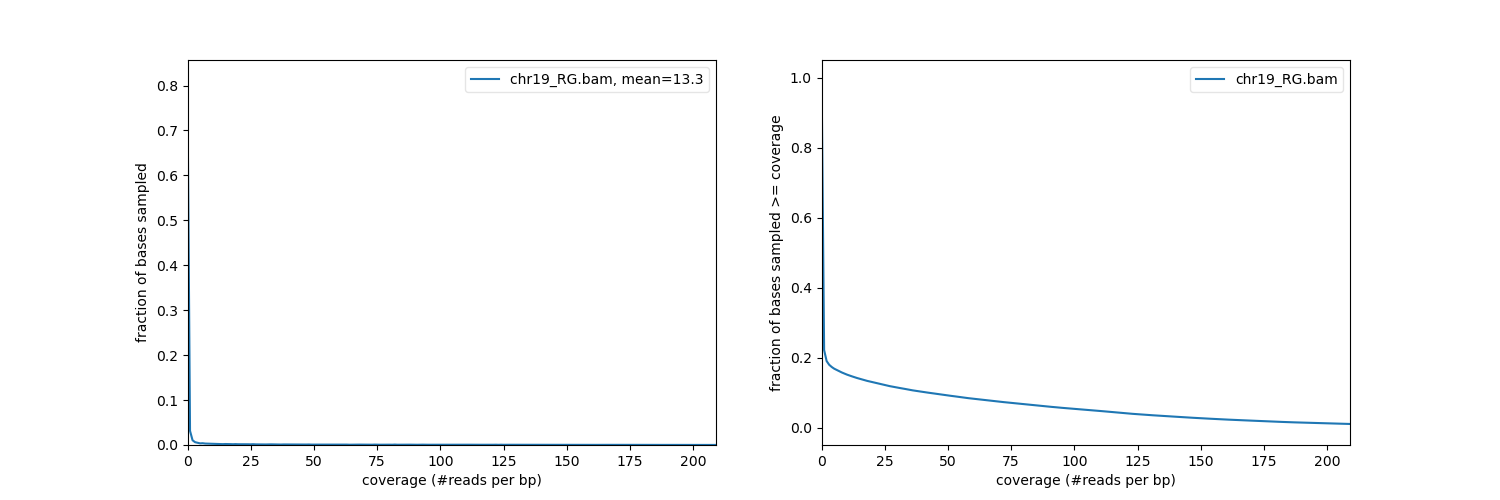 chr19_RG.bam, mean=13.3
fraction of bases sampled
0.8
0.7
0.6
0.5
0.4
0.3
0.2
0.1
0.0
0 25 50 75 100 125 150 175 200
coverage (#reads per bp)
chr19_RG.bam
fraction of bases sampled >= coverage
1.0
0.8
0.6
0.4
0.2
0.0
0 25 50 75 100 125 150 175 200
coverage (#reads per bp)